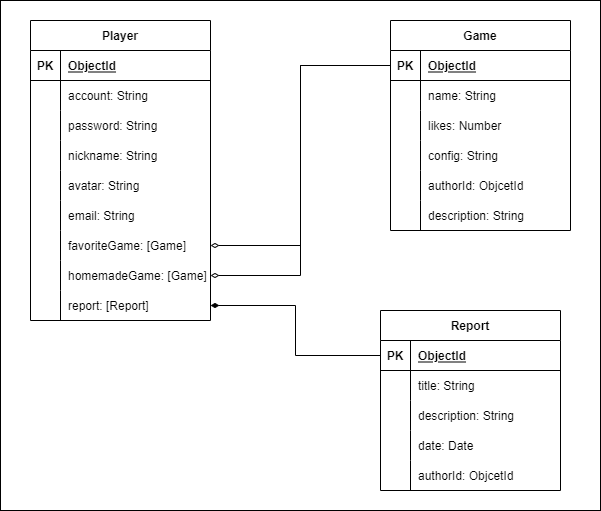 Player
PK ObjectId
account: String
password: String
nickname: String
avatar: String
email: String
favoriteGame: [Game]
homemadeGame: [Game]
report: [Report]
Game
PK ObjectId
name: String
likes: Number
config: String
authorId: ObjcetId
description: String
Report
PK ObjectId
title: String
description: String
date: Date
authorId: ObjcetId